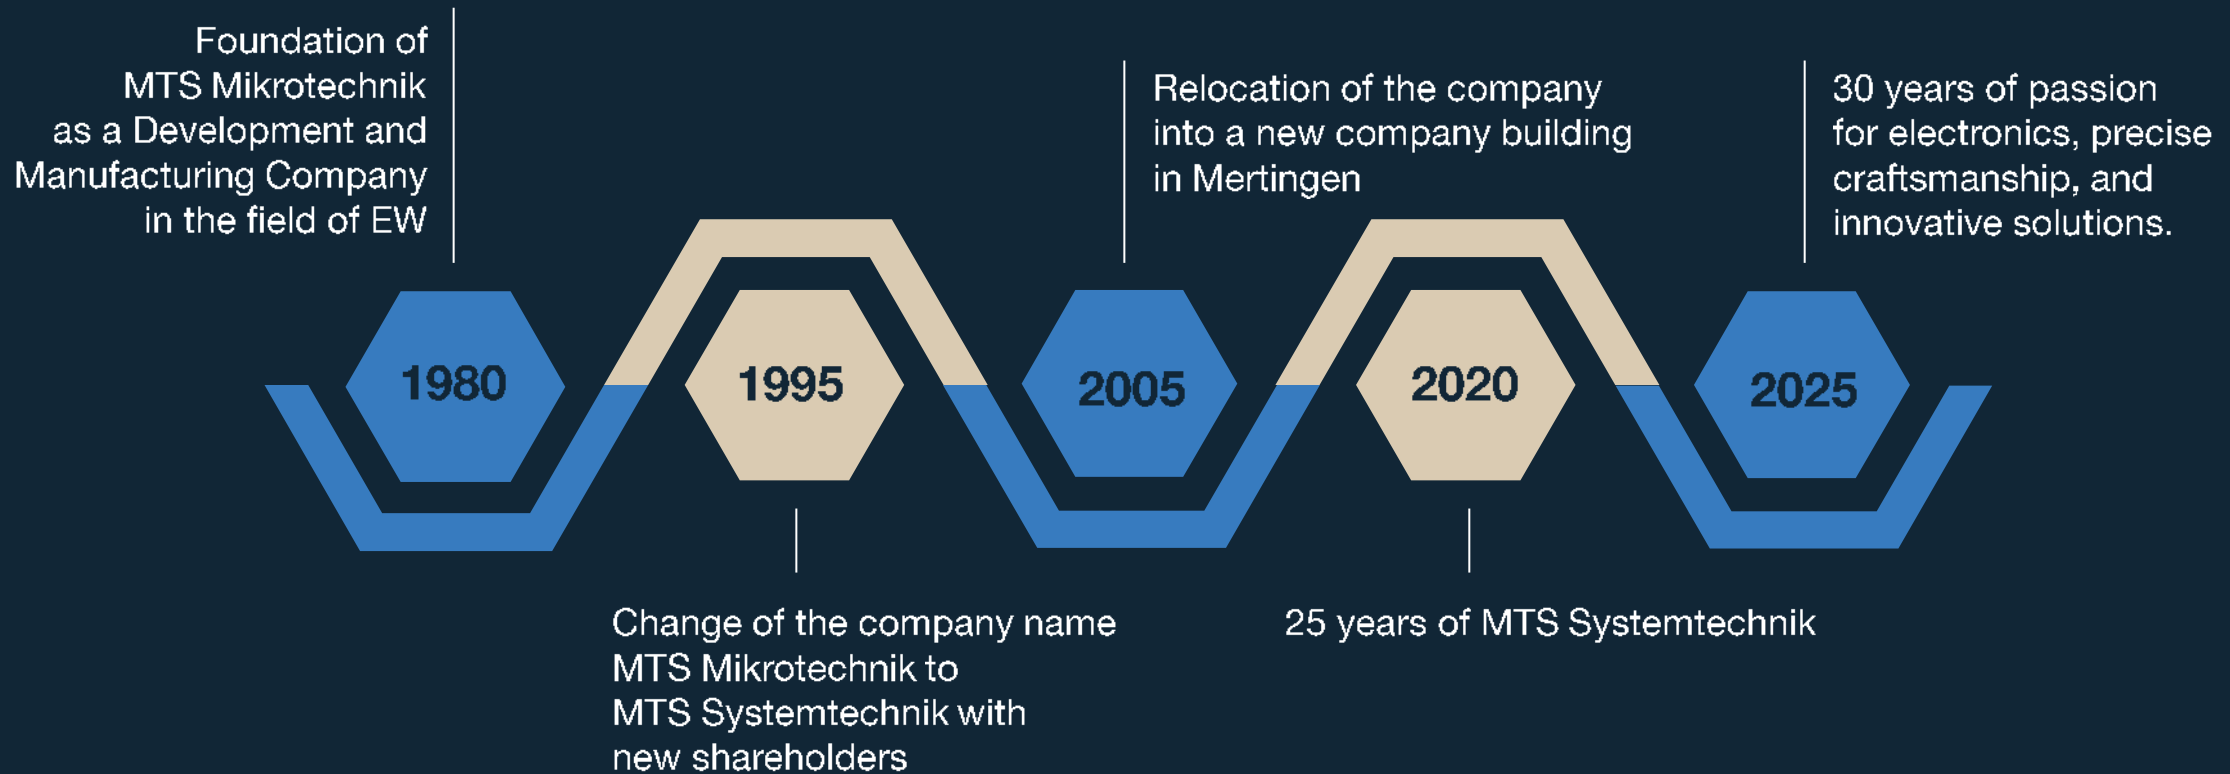 Foundation of
MTS Mikrotechnik
as a Development and
Manufacturing Company
in the field of EW
1980
Change of the company name
MTS Mikrotechnik to
MTS Systemtechnik with
new shareholders
1995
Relocation of the company
into a new company building
in Mertingen
2005
25 years of MTS Systemtechnik
2020
30 years of passion
for electronics, precise
craftsmanship, and
innovative solutions.
2025